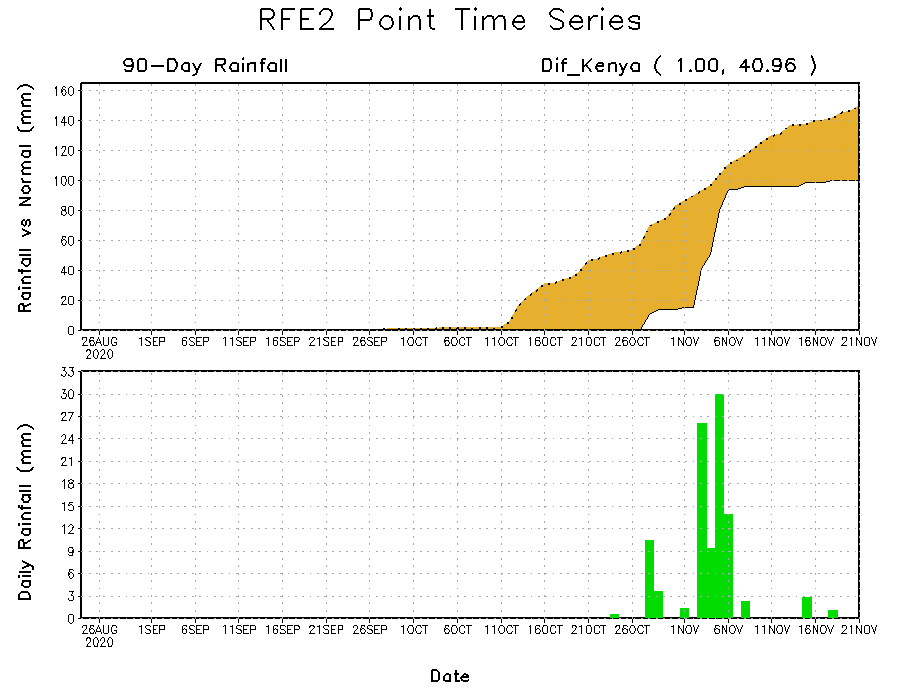 RFE2 Point Time Series
90-Day Rainfall
Dif_Kenya ( 1.00, 40.96 )
Rainfall vs Normal (mm)
160
140
120
100
80
60
40
20
0
26AUG 1SEP 6SEP 11SEP 16SEP 21SEP 26SEP 1OCT 6OCT 11OCT 16OCT 21OCT 26OCT 1NOV 6NOV 11NOV 16NOV 21NOV
2020
Daily Rainfall (mm)
33
30
27
24
21
18
15
12
9
6
3
0
26AUG 1SEP 6SEP 11SEP 16SEP 21SEP 26SEP 1OCT 6OCT 11OCT 16OCT 21OCT 26OCT 1NOV 6NOV 11NOV 16NOV 21NOV
2020
Date